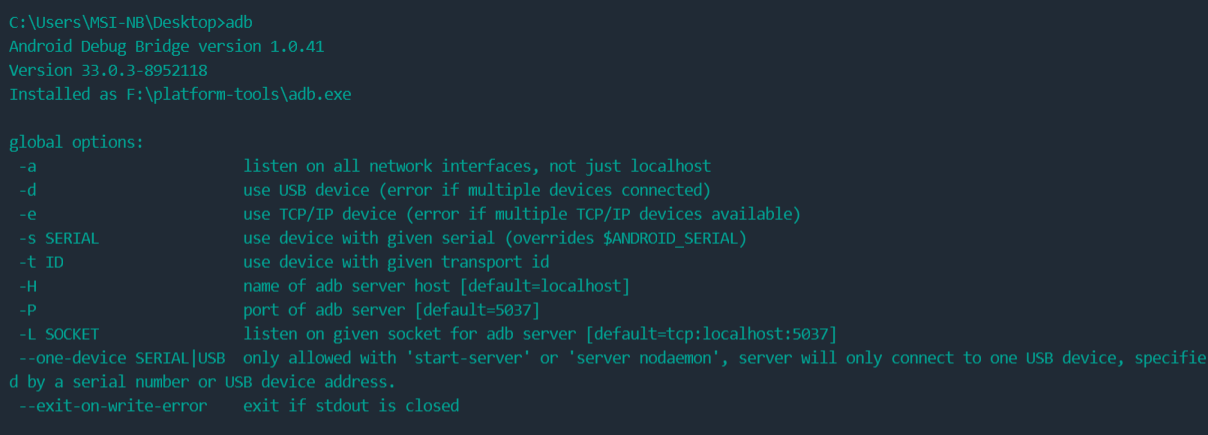 C:\Users\MSI-NB\Desktop>adb
Android Debug Bridge version 1.0.41
Version 33.0.3-8952118
Installed as F:\platform-tools\adb.exe
global options:
 -a                       listen on all network interfaces, not just localhost
 -d                       use USB device (error if multiple devices connected)
 -e                       use TCP/IP device (error if multiple TCP/IP devices available)
 -s SERIAL                use device with given serial (overrides $ANDROID_SERIAL)
 -t ID                    use device with given transport id
 -H                       name of adb server host [default=localhost]
 -P                       port of adb server [default=5037]
 -L SOCKET                listen on given socket for adb server [default=tcp:localhost:5037]
 --one-device SERIAL|USB  only allowed with 'start-server' or 'server nodaemon', server will only connect to one USB device, specifie
d by a serial number or USB device address.
 --exit-on-write-error    exit if stdout is closed